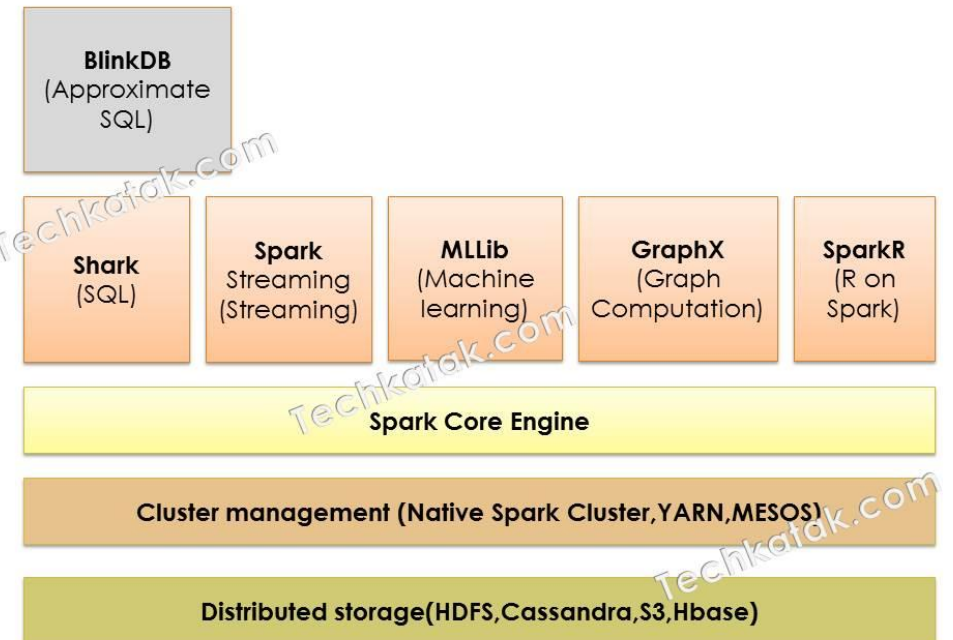 BlinkDB
(Approximate
SQL)
Techkatak.com
Shark
(SQL)
Spark
Streaming
(Streaming)
MLLib
(Machine
learning)
GraphX
(Graph
Computation)
SparkR
(R on
Spark)
Techkatak.com
Spark Core Engine
Cluster management (Native Spark Cluster,YARN,MESOS)
Techkatak.com
Distributed storage(HDFS,Cassandra,S3,Hbase)